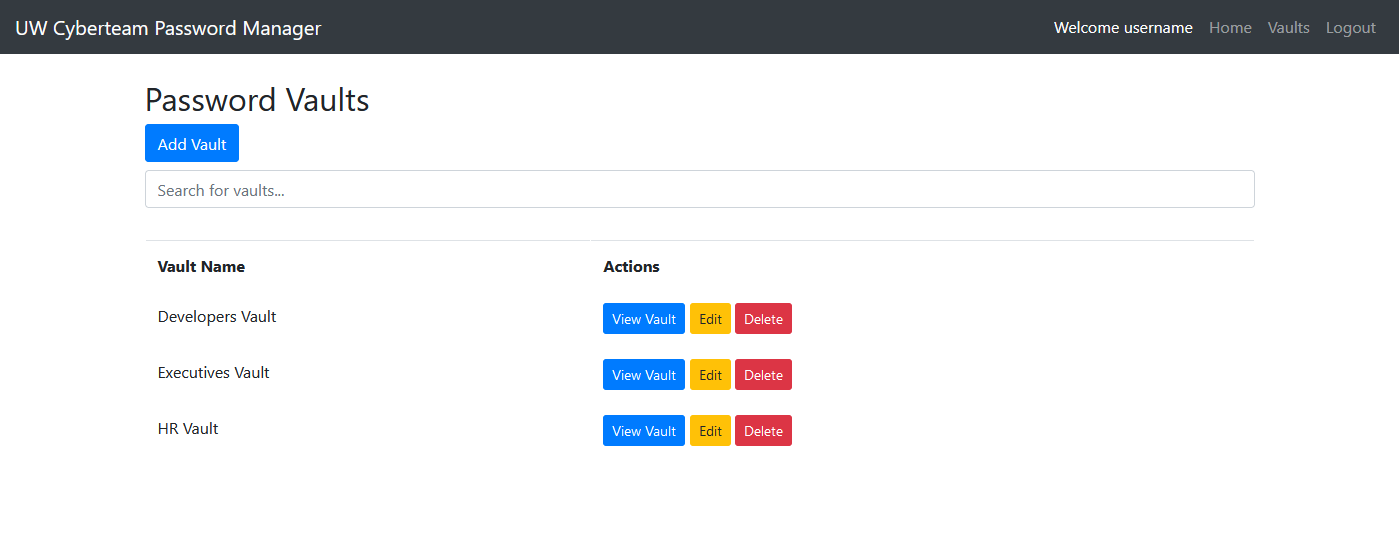 UW Cyberteam Password Manager Welcome username Home Vaults Logout
Password Vaults
Add Vault
Search for vaults...
Vault Name Actions
Developers Vault View Vault Edit Delete
Executives Vault View Vault Edit Delete
HR Vault View Vault Edit Delete